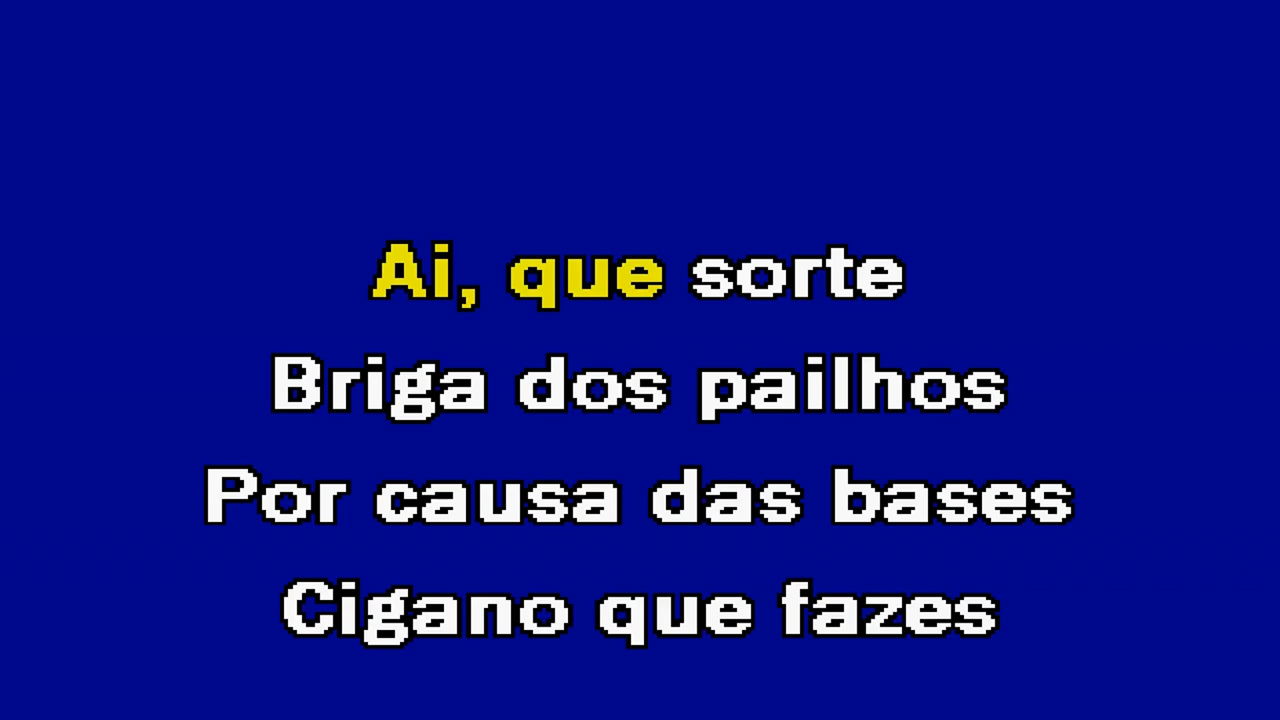 Ai, que sorte
Briga dos pailhos
Por causa das bases
Cigano que fazes